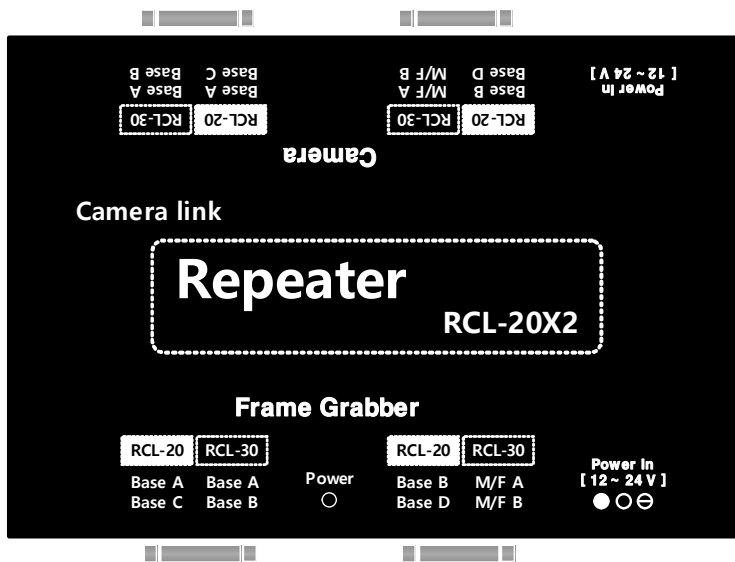 Camera
RCL-20 RCL-30 RCL-20 RCL-30
Power In
[ 12 ~ 24 V ]
Base B M/F A Base A Base A
Base D M/F B Base C Base B
Camera link
Repeater
RCL-20X2
Frame Grabber
RCL-20 RCL-30 RCL-20 RCL-30
Base A Base A Power Base B M/F A
Base C Base B Base D M/F B
Power In
[ 12 ~ 24 V ]